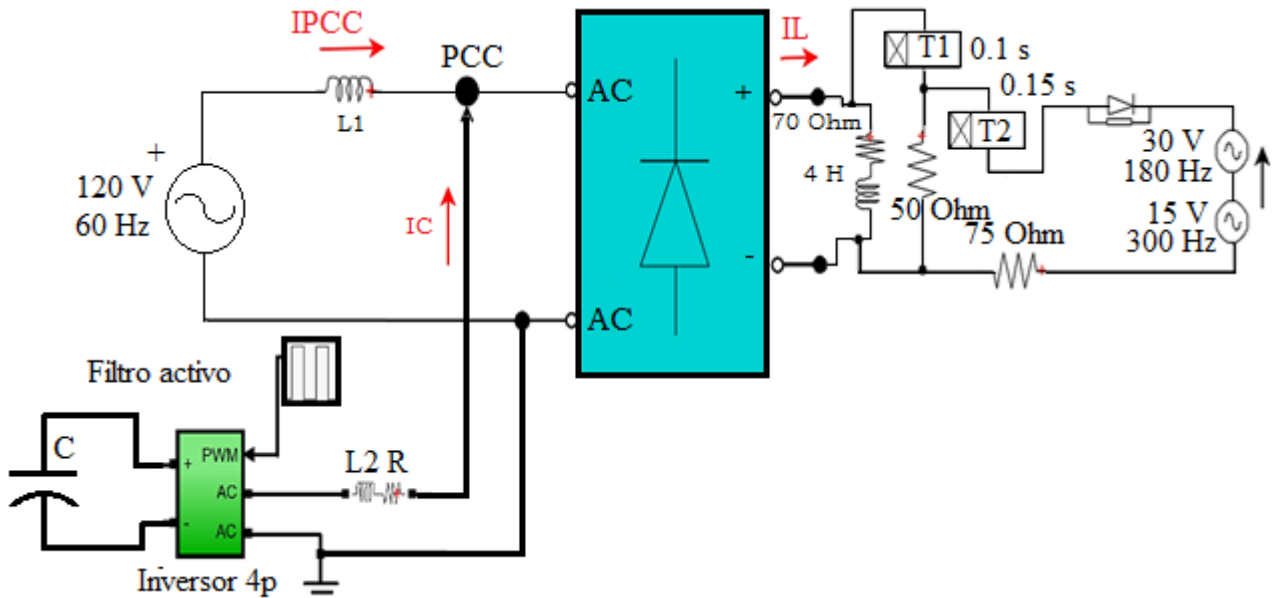 IPCC
PCC
L1
+
120 V
60 Hz
IC
AC
AC
+
-
IL
70 Ohm
4 H
T1
0.1 s
0.15 s
T2
50 Ohm
75 Ohm
30 V
180 Hz
15 V
300 Hz
Filtro activo
C
+
-
PWM
AC
AC
L2 R
Inversor 4p